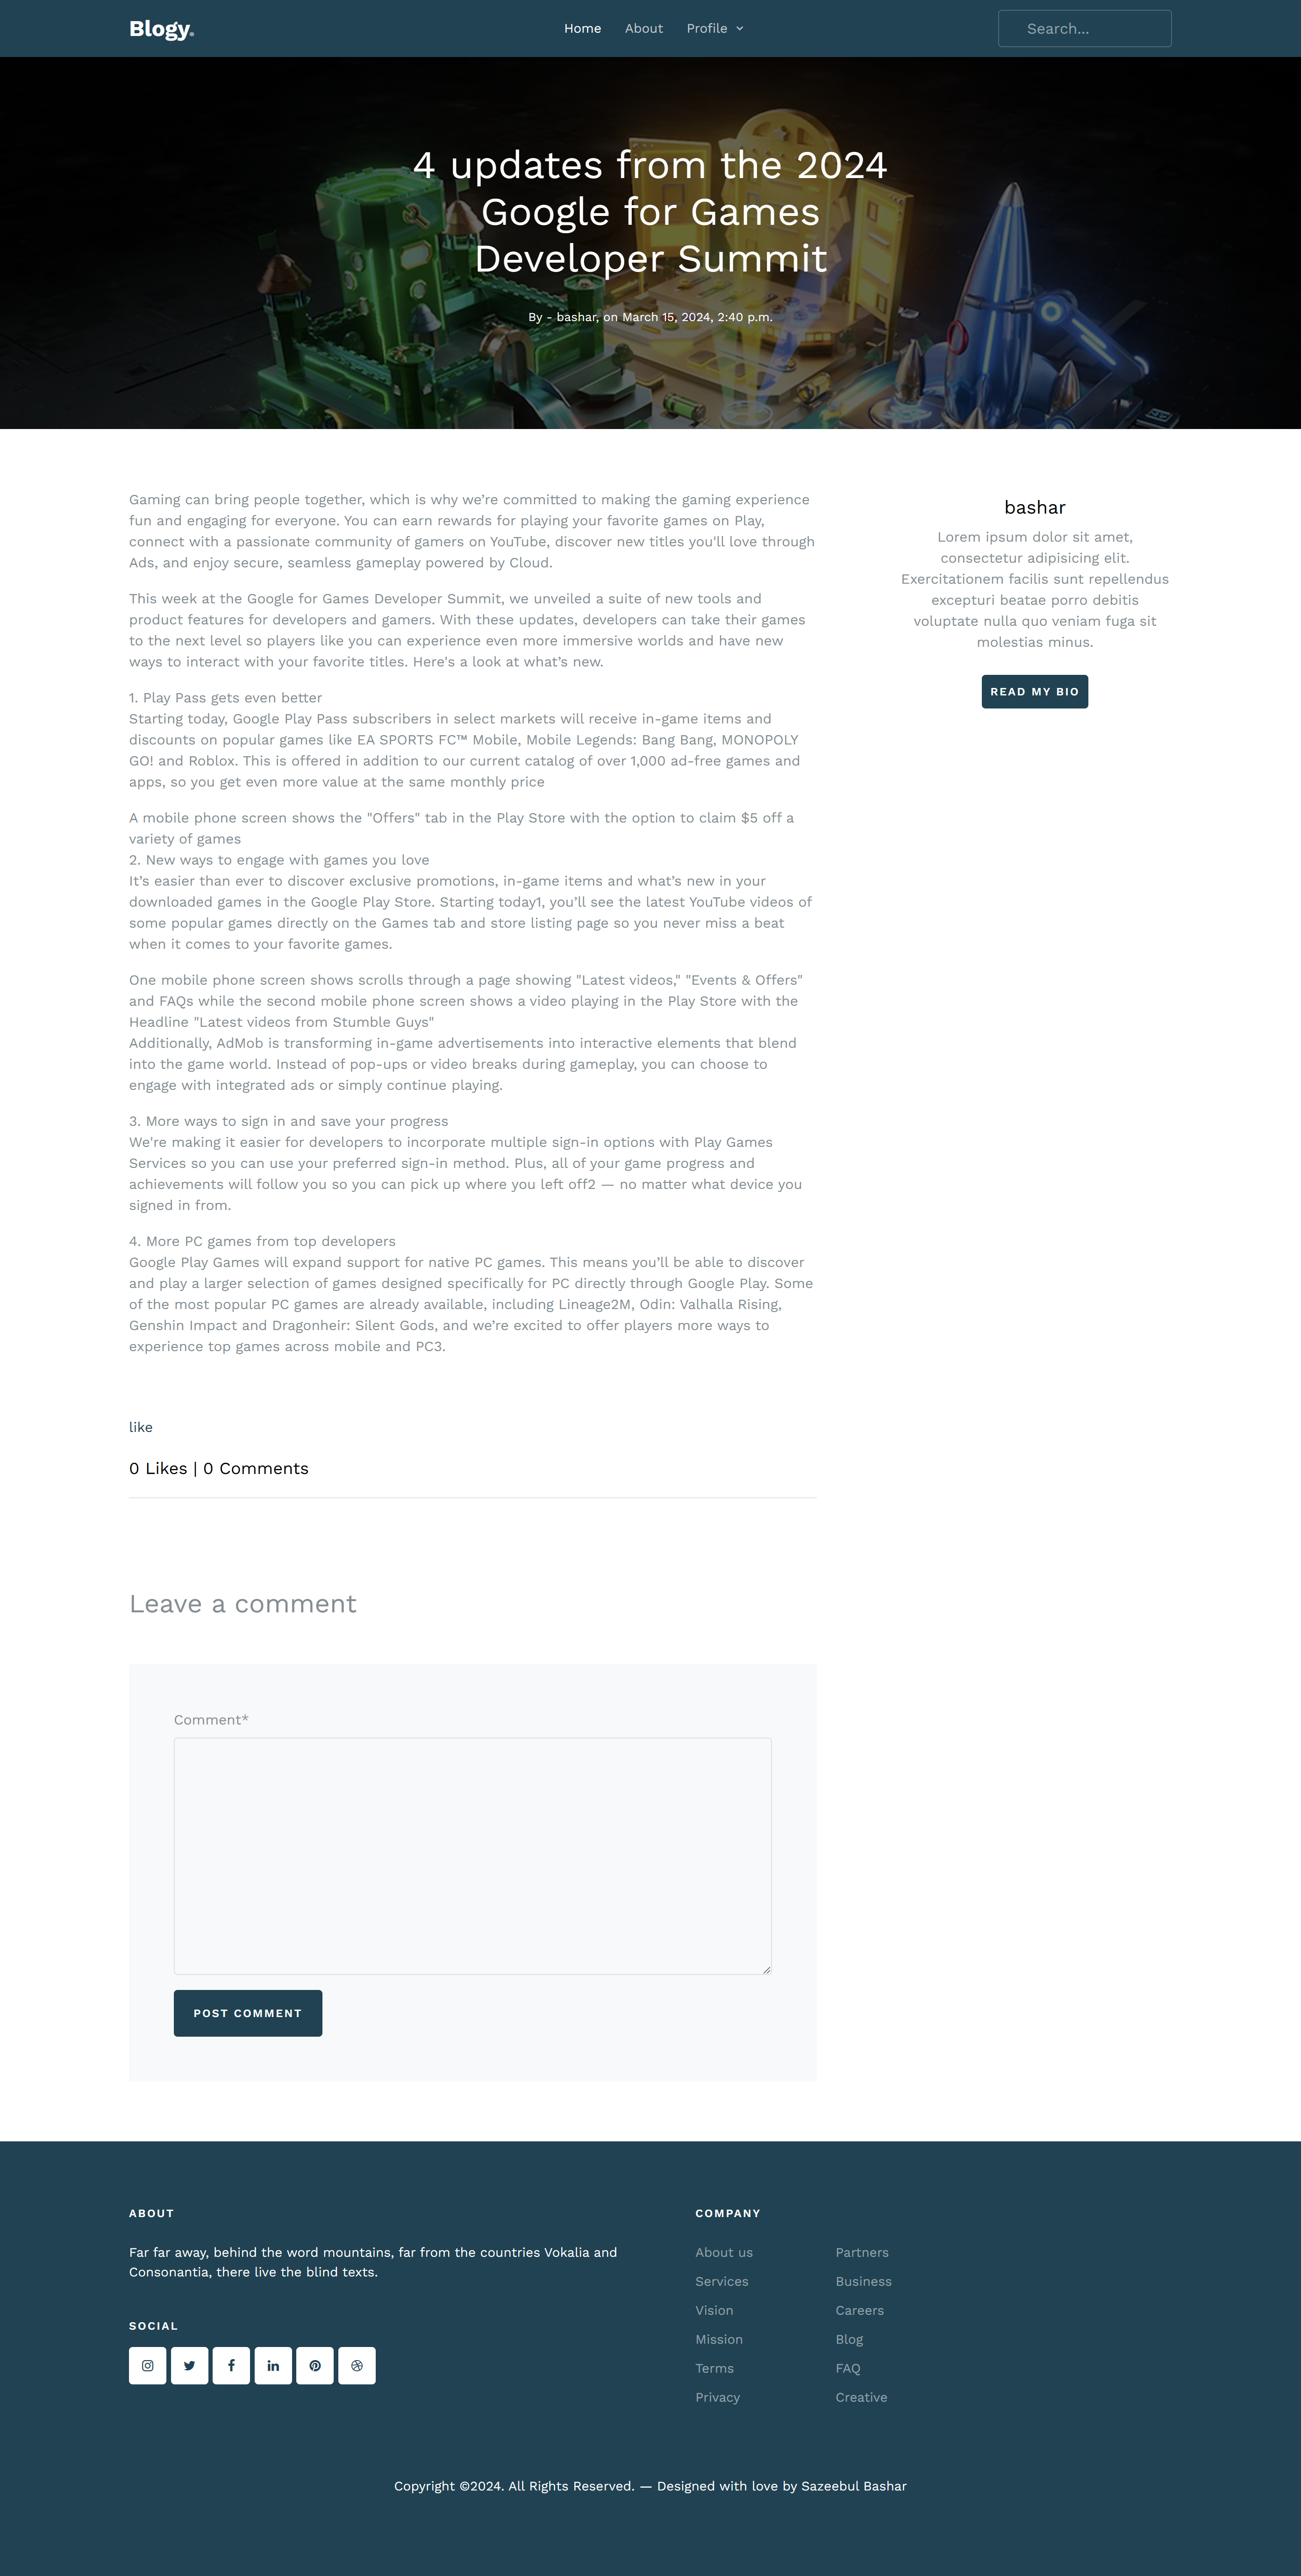 Blogy.
Home
About
Profile
Search...
4 updates from the 2024
Google for Games
Developer Summit
By - bashar, on March 15, 2024, 2:40 p.m.
Gaming can bring people together, which is why we’re committed to making the gaming experience
fun and engaging for everyone. You can earn rewards for playing your favorite games on Play,
connect with a passionate community of gamers on YouTube, discover new titles you'll love through
Ads, and enjoy secure, seamless gameplay powered by Cloud.
This week at the Google for Games Developer Summit, we unveiled a suite of new tools and
product features for developers and gamers. With these updates, developers can take their games
to the next level so players like you can experience even more immersive worlds and have new
ways to interact with your favorite titles. Here's a look at what’s new.
1. Play Pass gets even better
Starting today, Google Play Pass subscribers in select markets will receive in-game items and
discounts on popular games like EA SPORTS FC™ Mobile, Mobile Legends: Bang Bang, MONOPOLY
GO! and Roblox. This is offered in addition to our current catalog of over 1,000 ad-free games and
apps, so you get even more value at the same monthly price
A mobile phone screen shows the "Offers" tab in the Play Store with the option to claim $5 off a
variety of games
2. New ways to engage with games you love
It’s easier than ever to discover exclusive promotions, in-game items and what’s new in your
downloaded games in the Google Play Store. Starting today1, you’ll see the latest YouTube videos of
some popular games directly on the Games tab and store listing page so you never miss a beat
when it comes to your favorite games.
One mobile phone screen shows scrolls through a page showing "Latest videos," "Events & Offers"
and FAQs while the second mobile phone screen shows a video playing in the Play Store with the
Headline "Latest videos from Stumble Guys"
Additionally, AdMob is transforming in-game advertisements into interactive elements that blend
into the game world. Instead of pop-ups or video breaks during gameplay, you can choose to
engage with integrated ads or simply continue playing.
3. More ways to sign in and save your progress
We're making it easier for developers to incorporate multiple sign-in options with Play Games
Services so you can use your preferred sign-in method. Plus, all of your game progress and
achievements will follow you so you can pick up where you left off2 — no matter what device you
signed in from.
4. More PC games from top developers
Google Play Games will expand support for native PC games. This means you’ll be able to discover
and play a larger selection of games designed specifically for PC directly through Google Play. Some
of the most popular PC games are already available, including Lineage2M, Odin: Valhalla Rising,
Genshin Impact and Dragonheir: Silent Gods, and we’re excited to offer players more ways to
experience top games across mobile and PC3.
bashar
Lorem ipsum dolor sit amet,
consectetur adipisicing elit.
Exercitationem facilis sunt repellendus
excepturi beatae porro debitis
voluptate nulla quo veniam fuga sit
molestias minus.
READ MY BIO
like
0 Likes | 0 Comments
Leave a comment
Comment*
POST COMMENT
ABOUT
Far far away, behind the word mountains, far from the countries Vokalia and
Consonantia, there live the blind texts.
SOCIAL
COMPANY
About us
Services
Vision
Mission
Terms
Privacy
Partners
Business
Careers
Blog
FAQ
Creative
Copyright ©2024. All Rights Reserved. — Designed with love by Sazeebul Bashar